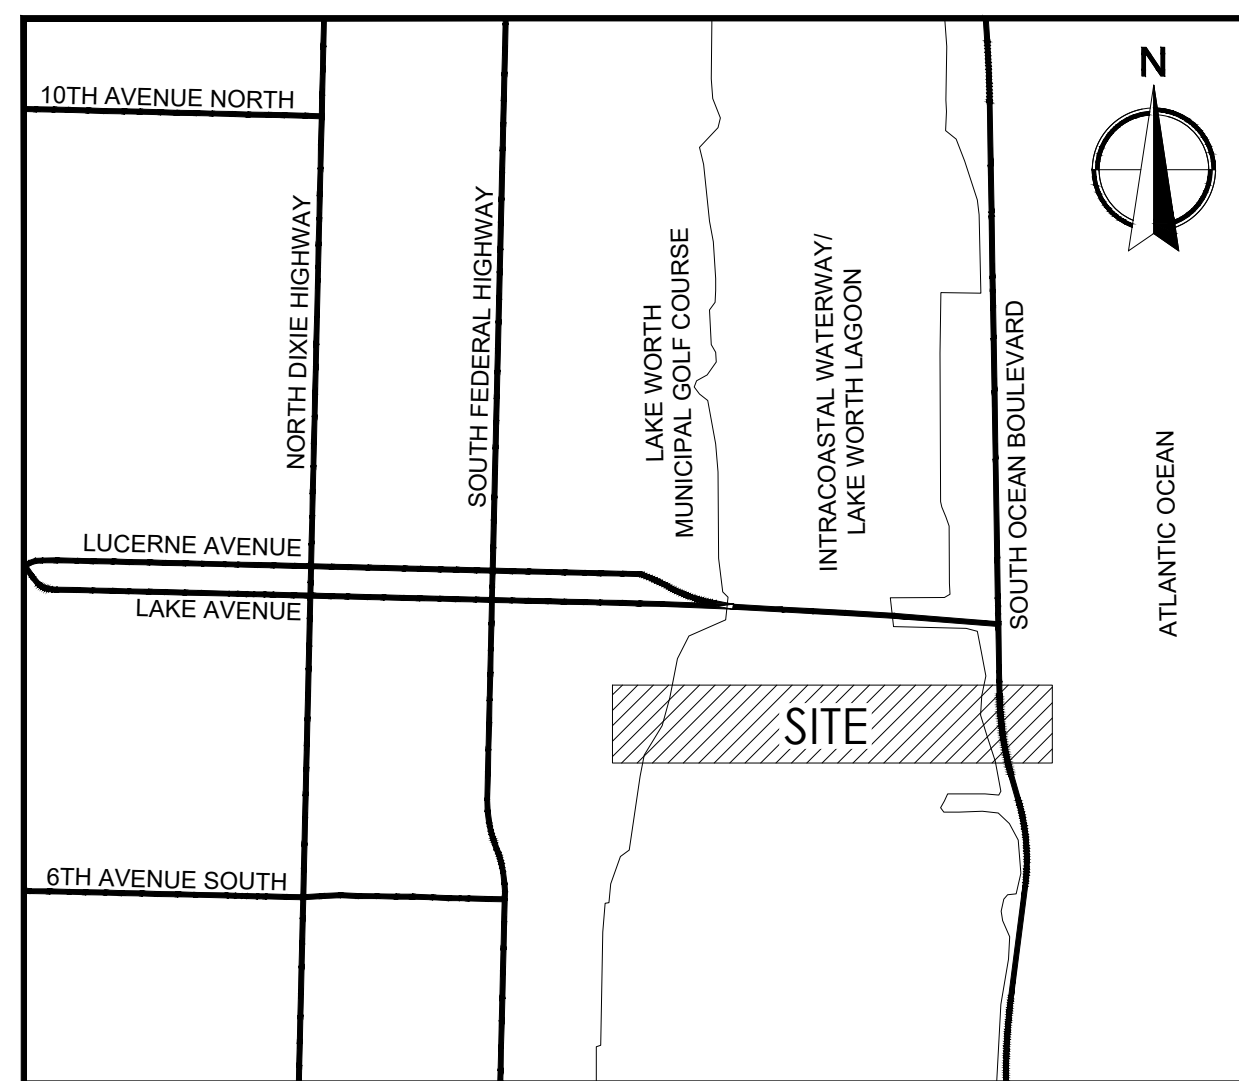 N
10TH AVENUE NORTH
NORTH DIXIE HIGHWAY
SOUTH FEDERAL HIGHWAY
LAKE WORTH
MUNICIPAL GOLF COURSE
INTRACOASTAL WATERWAY/
LAKE WORTH LAGOON
SOUTH OCEAN BOULEVARD
ATLANTIC OCEAN
LUCERNE AVENUE
LAKE AVENUE
SITE
6TH AVENUE SOUTH